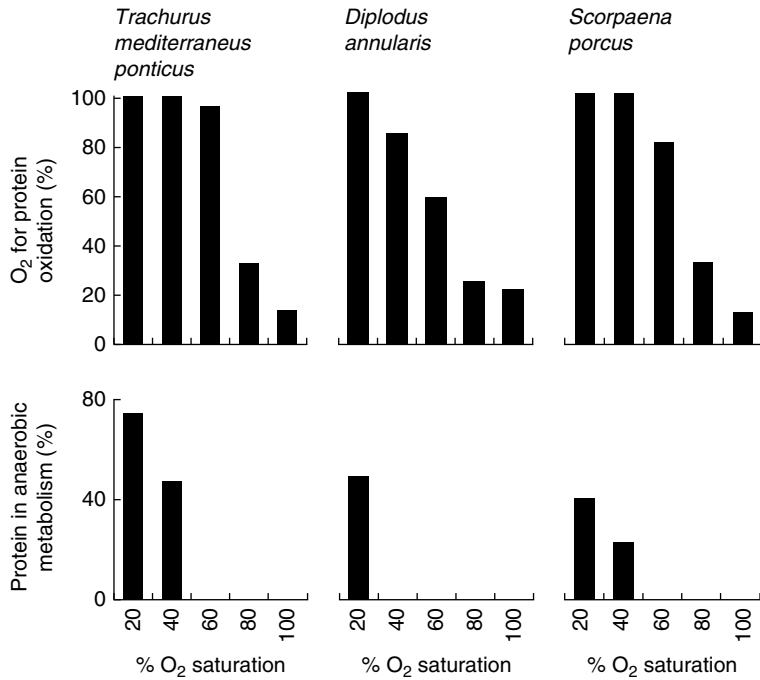 Trachurus
mediterraneus
ponticus
Diplodus
annularis
Scorpaena
porcus
O₂ for protein
oxidation (%)
100
80
60
40
20
0
Protein in anaerobic
metabolism (%)
80
40
0
20 40 60 80 100
20 40 60 80 100
20 40 60 80 100
% O₂ saturation
% O₂ saturation
% O₂ saturation